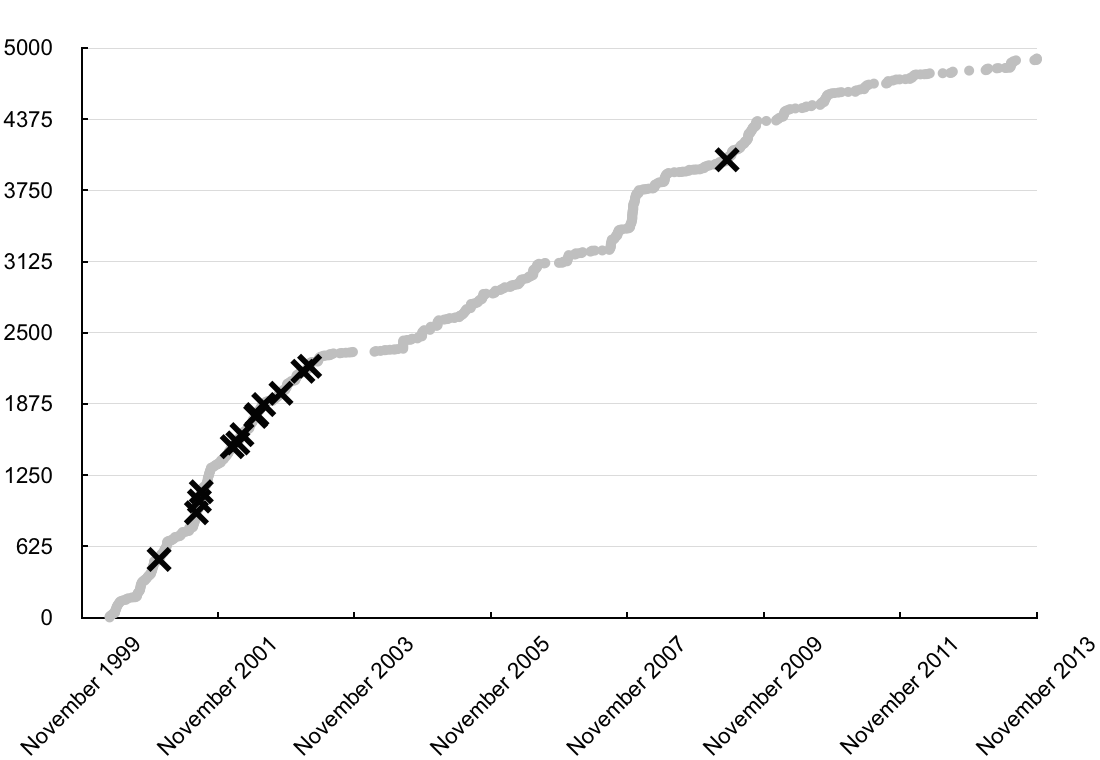 5000
4375
3750
3125
2500
1875
1250
625
0
November 1999
November 2001
November 2003
November 2005
November 2007
November 2009
November 2011
November 2013